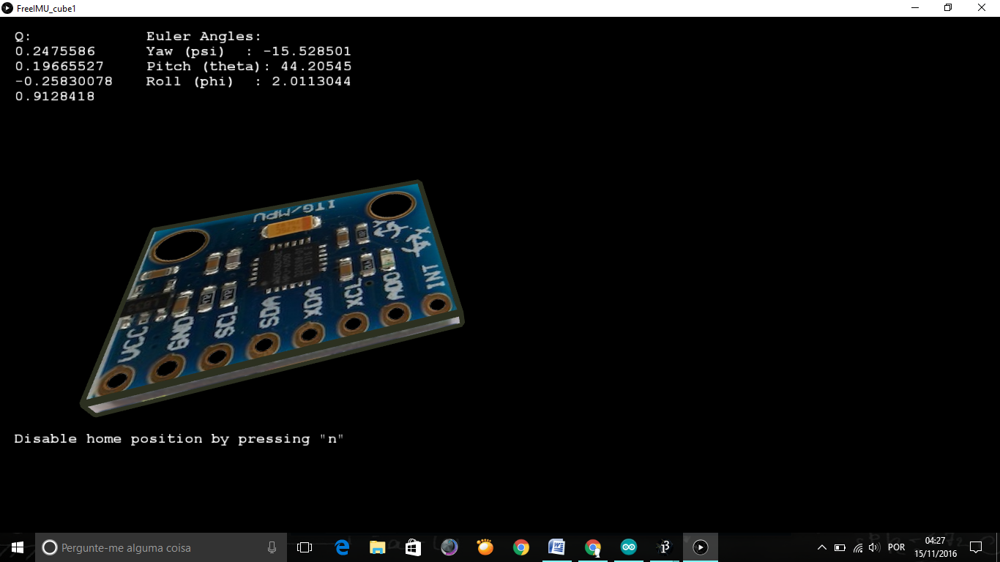 FreeIMU_cube1
Q: Euler Angles:
0.2475586 Yaw (psi) : -15.528501
0.19665527 Pitch (theta): 44.20545
-0.25830078 Roll (phi) : 2.0113044
0.9128418
ITG/MPU
Y
X
VCC GND SCL SDA XDA XCL ADO INT
Disable home position by pressing "n"
Pergunte-me alguma coisa
POR
04:27
15/11/2016